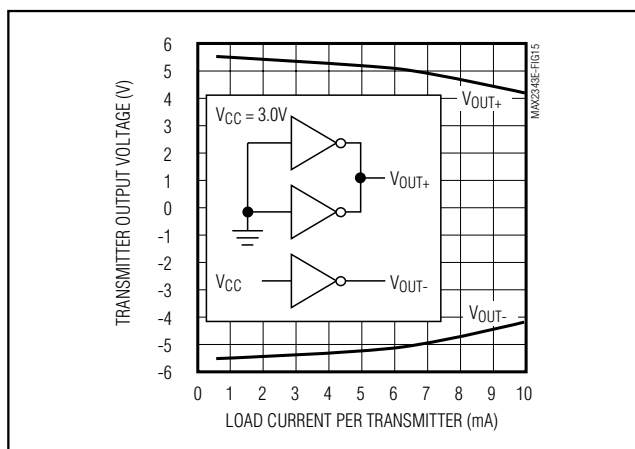 TRANSMITTER OUTPUT VOLTAGE (V)
6
5
4
3
2
1
0
-1
-2
-3
-4
-5
-6
MAX2343E-FIG15
VOUT+
VCC = 3.0V
VOUT+
VCC
VOUT-
VOUT-
0 1 2 3 4 5 6 7 8 9 10
LOAD CURRENT PER TRANSMITTER (mA)